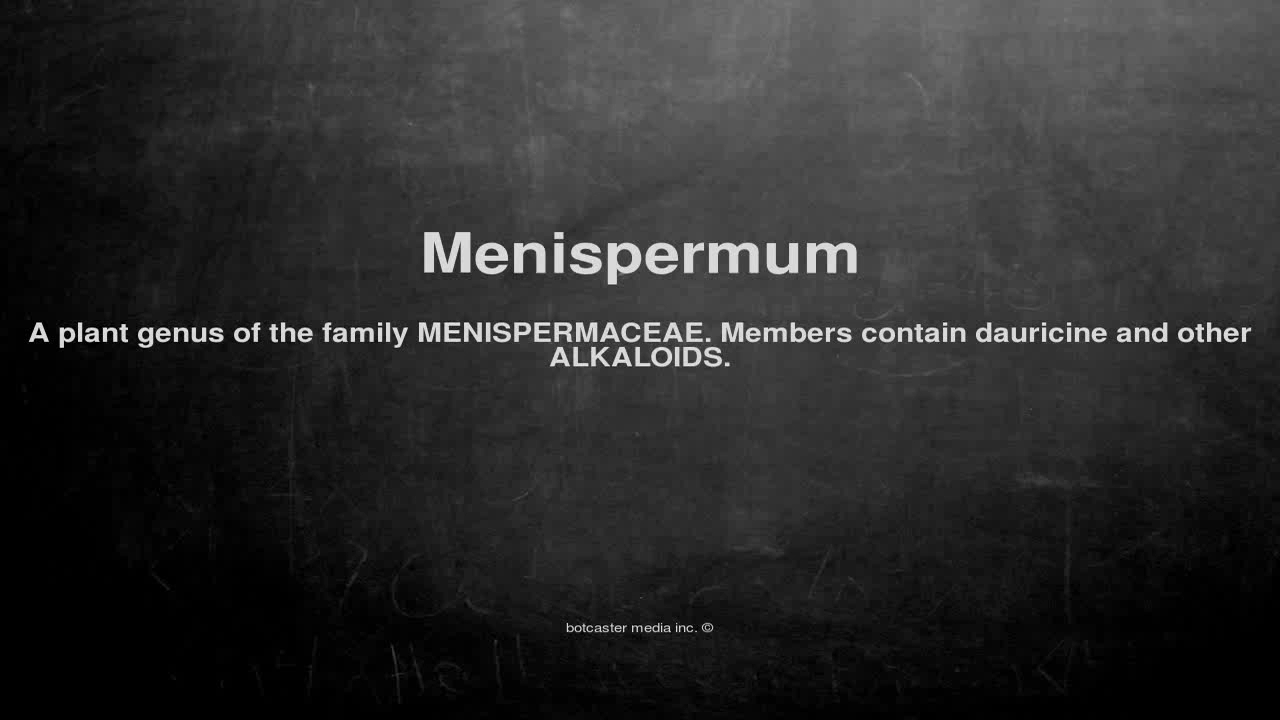 Menispermum
A plant genus of the family MENISPERMACEAE. Members contain dauricine and other
ALKALOIDS.
botcaster media inc. ©